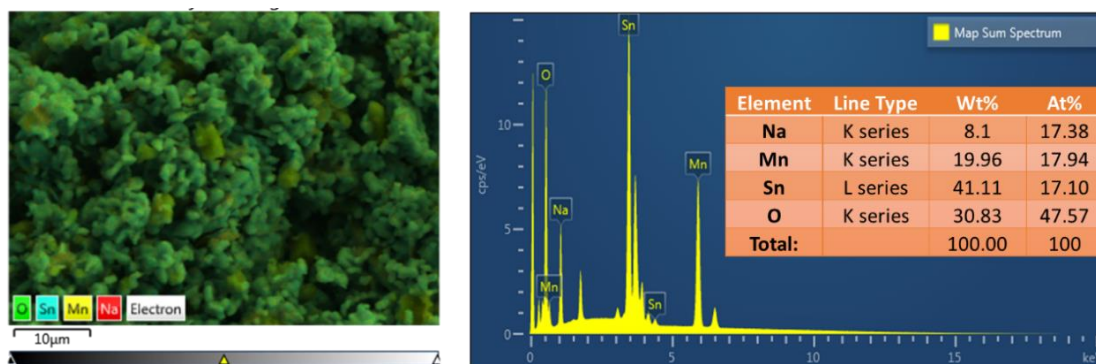 O Sn Mn Na Electron
10μm
cps/eV
10
5
0
Sn
O
Na
Mn
Mn
Sn
Map Sum Spectrum
Element Line Type Wt% At%
Na K series 8.1 17.38
Mn K series 19.96 17.94
Sn L series 41.11 17.10
O K series 30.83 47.57
Total: 100.00 100
0 5 10 15 ke